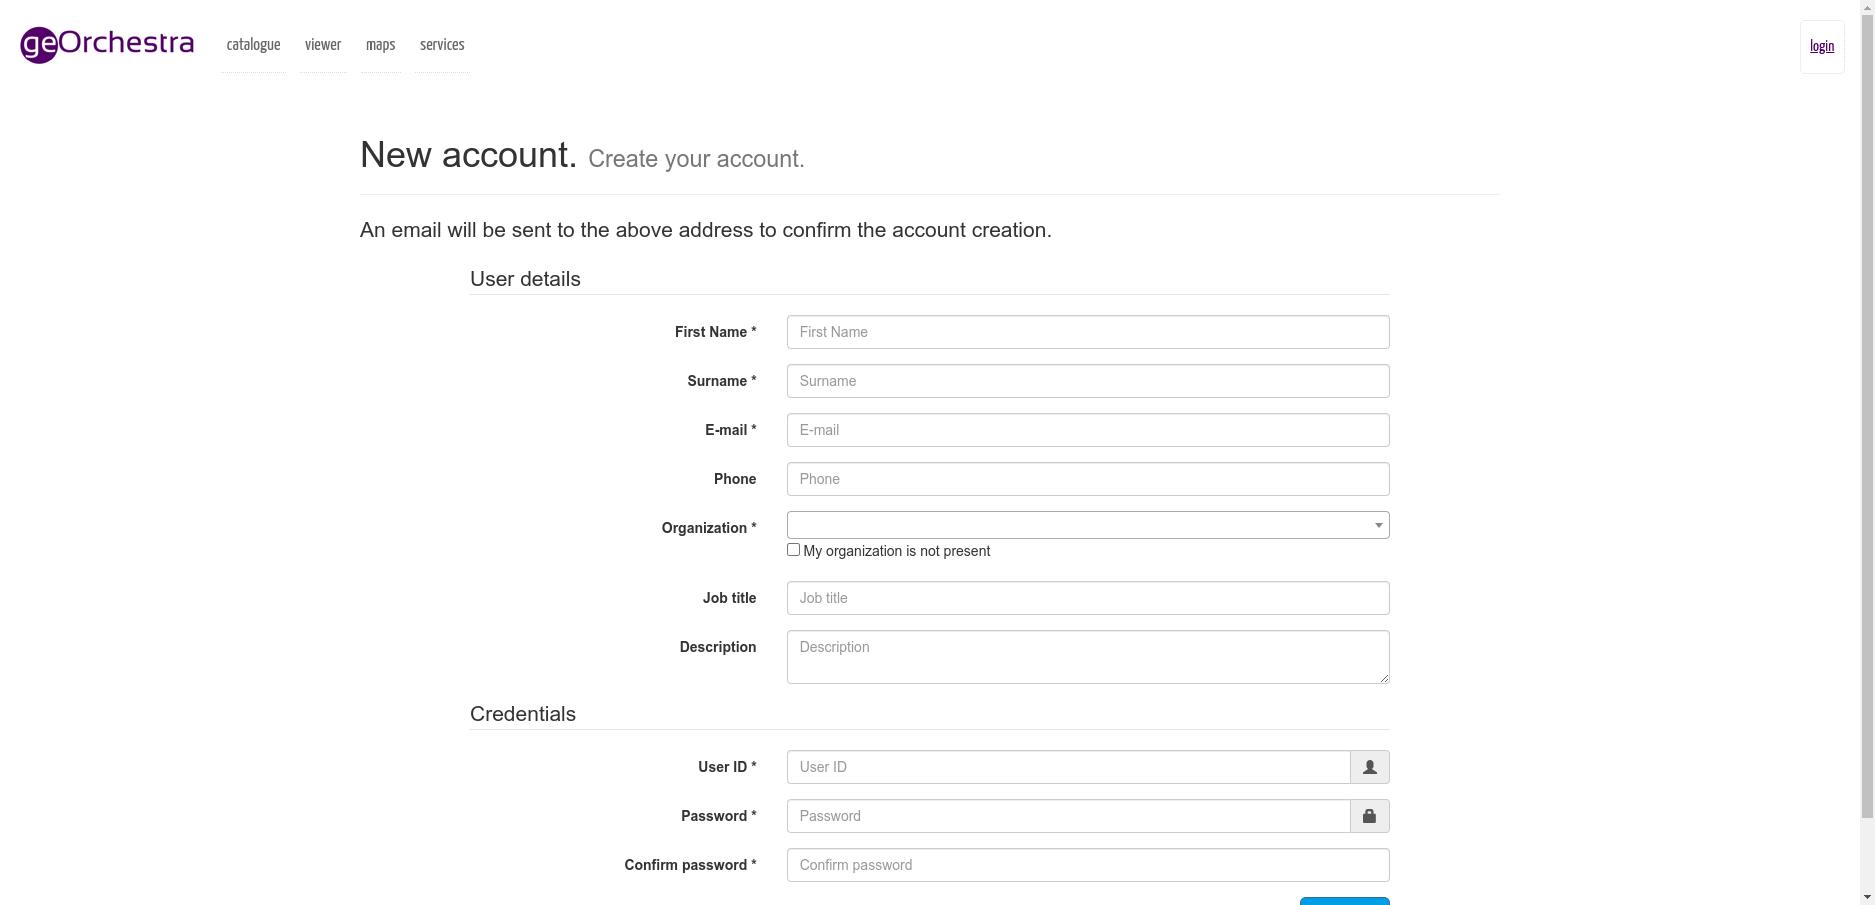 geOrchestra catalogue viewer maps services login
New account. Create your account.
An email will be sent to the above address to confirm the account creation.
User details
First Name * First Name
Surname * Surname
E-mail * E-mail
Phone Phone
Organization *
My organization is not present
Job title Job title
Description Description
Credentials
User ID * User ID
Password * Password
Confirm password * Confirm password